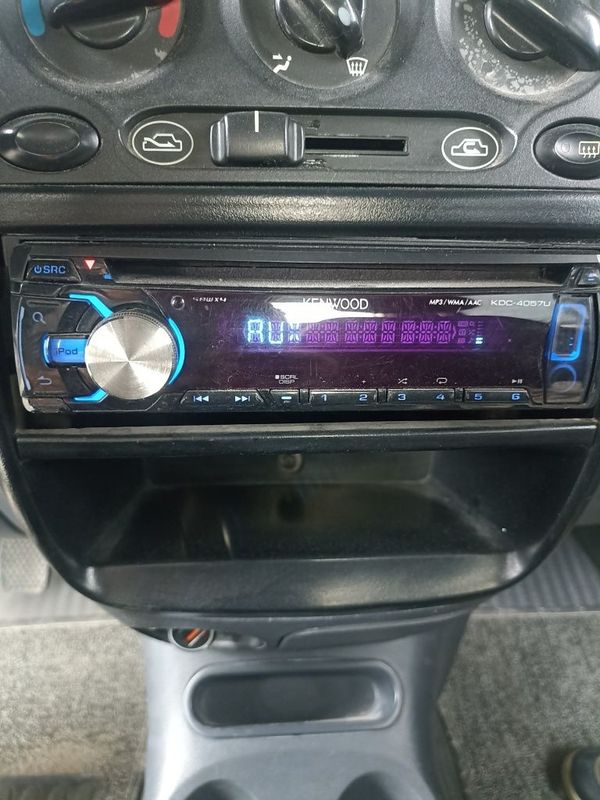 SRC
KENWOOD
MP3/WMA/AAC
KDC-4057U
iPod
AUX
SCRL
DISP
1 2 3 4 5 6